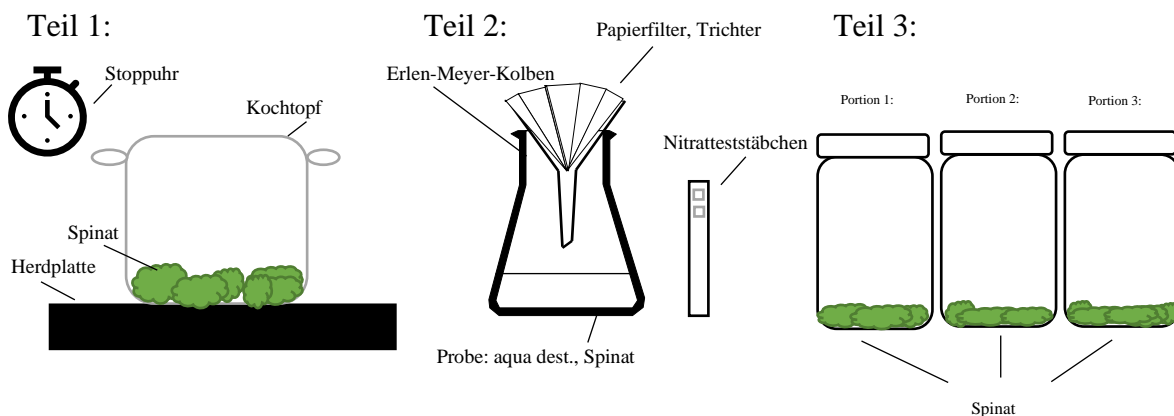 Teil 1:
Teil 2:
Teil 3:
Stoppuhr
Kochtopf
Spinat
Herdplatte
Papierfilter, Trichter
Erlen-Meyer-Kolben
Nitratteststäbchen
Probe: aqua dest., Spinat
Portion 1:
Portion 2:
Portion 3:
Spinat